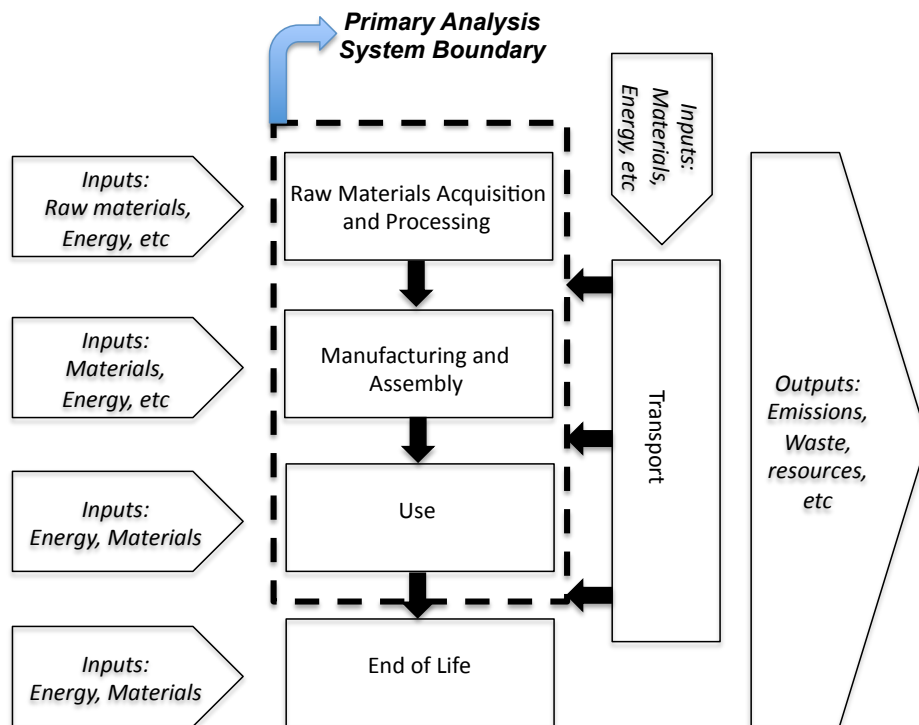 Primary Analysis
System Boundary
Inputs:
Materials,
Energy, etc
Inputs:
Raw materials,
Energy, etc
Raw Materials Acquisition
and Processing
Inputs:
Materials,
Energy, etc
Manufacturing and
Assembly
Transport
Outputs:
Emissions,
Waste,
resources,
etc
Inputs:
Energy, Materials
Use
Inputs:
Energy, Materials
End of Life